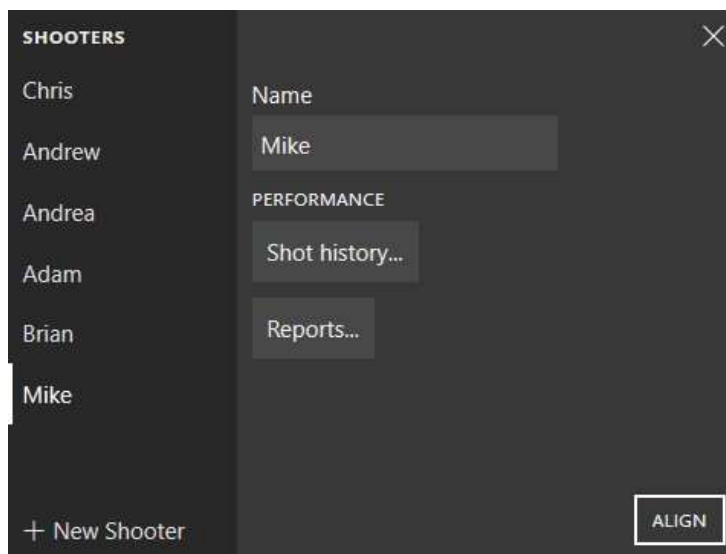 SHOOTERS
Chris
Andrew
Andrea
Adam
Brian
Mike
+ New Shooter
Name
Mike
PERFORMANCE
Shot history...
Reports...
ALIGN